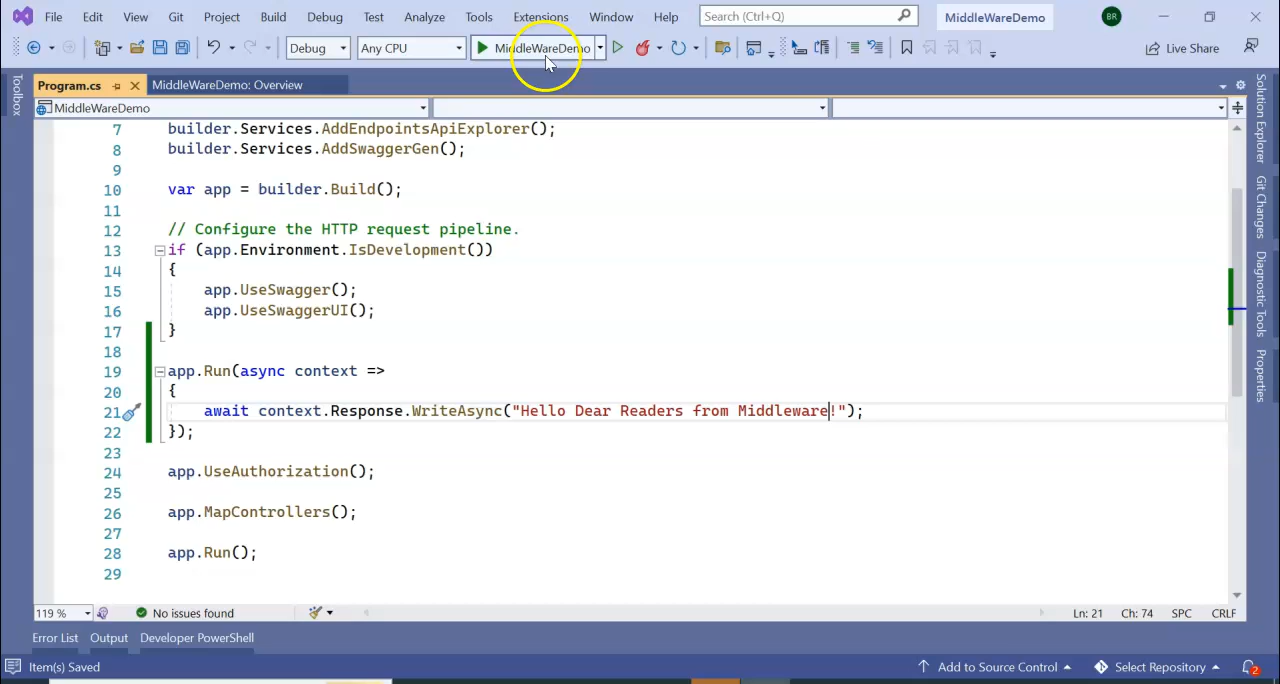 File Edit View Git Project Build Debug Test Analyze Tools Extensions Window Help Search (Ctrl+Q) MiddleWareDemo BR
Debug Any CPU MiddleWareDemo Live Share
Program.cs MiddleWareDemo: Overview
MiddleWareDemo
7 builder.Services.AddEndpointsApiExplorer();
8 builder.Services.AddSwaggerGen();
9
10 var app = builder.Build();
11
12 // Configure the HTTP request pipeline.
13 if (app.Environment.IsDevelopment())
14 {
15 app.UseSwagger();
16 app.UseSwaggerUI();
17 }
18
19 app.Run(async context =>
20 {
21 await context.Response.WriteAsync("Hello Dear Readers from Middleware!");
22 });
23
24 app.UseAuthorization();
25
26 app.MapControllers();
27
28 app.Run();
29
Toolbox
Solution Explorer
Git Changes
Diagnostic Tools
Properties
119 % No issues found Ln: 21 Ch: 74 SPC CRLF
Error List Output Developer PowerShell
Item(s) Saved Add to Source Control Select Repository 2